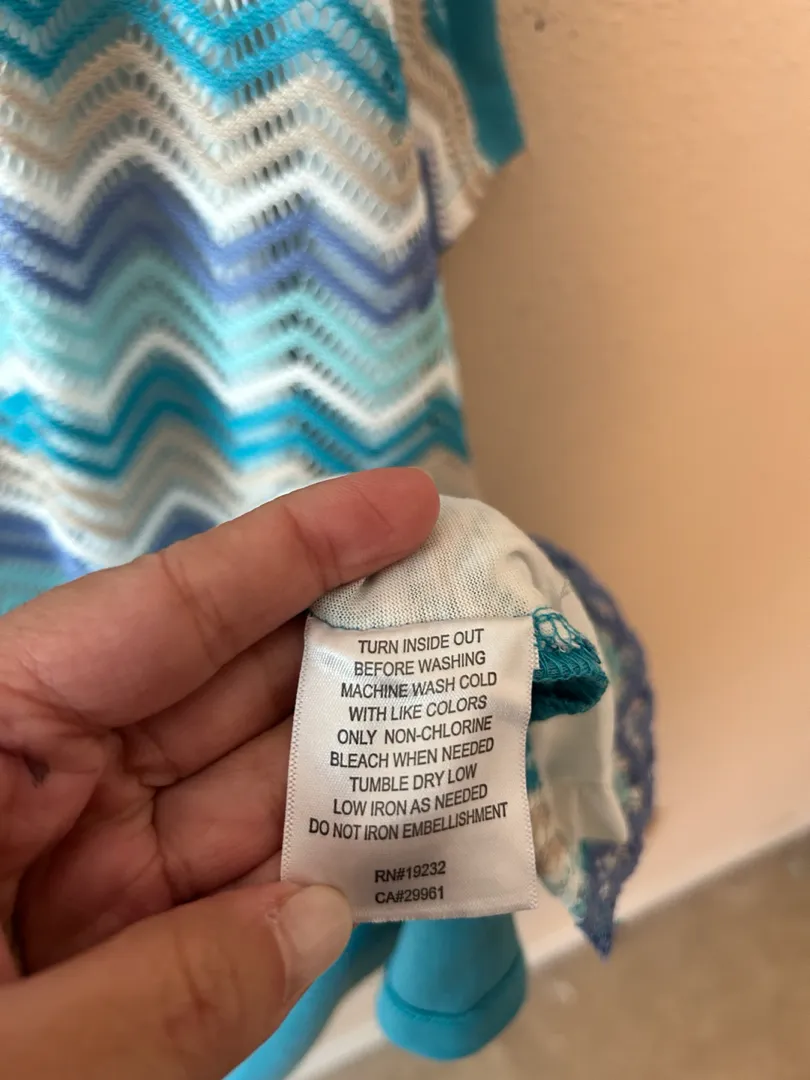 TURN INSIDE OUT
BEFORE WASHING
MACHINE WASH COLD
WITH LIKE COLORS
ONLY NON-CHLORINE
BLEACH WHEN NEEDED
TUMBLE DRY LOW
LOW IRON AS NEEDED
DO NOT IRON EMBELLISHMENT
RN#19232
CA#29961